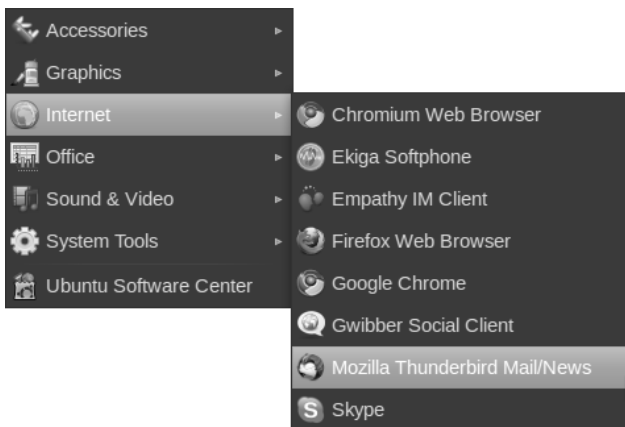 Accessories
Graphics
Internet
Office
Sound & Video
System Tools
Ubuntu Software Center
Chromium Web Browser
Ekiga Softphone
Empathy IM Client
Firefox Web Browser
Google Chrome
Gwibber Social Client
Mozilla Thunderbird Mail/News
Skype